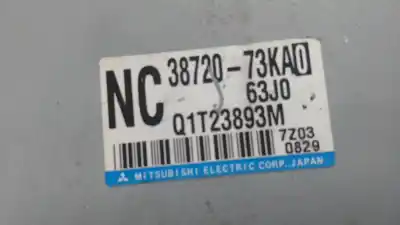 NC 38720-73KA0
63J0
Q1T23893M
7Z03
0829
MITSUBISHI ELECTRIC CORP., JAPAN